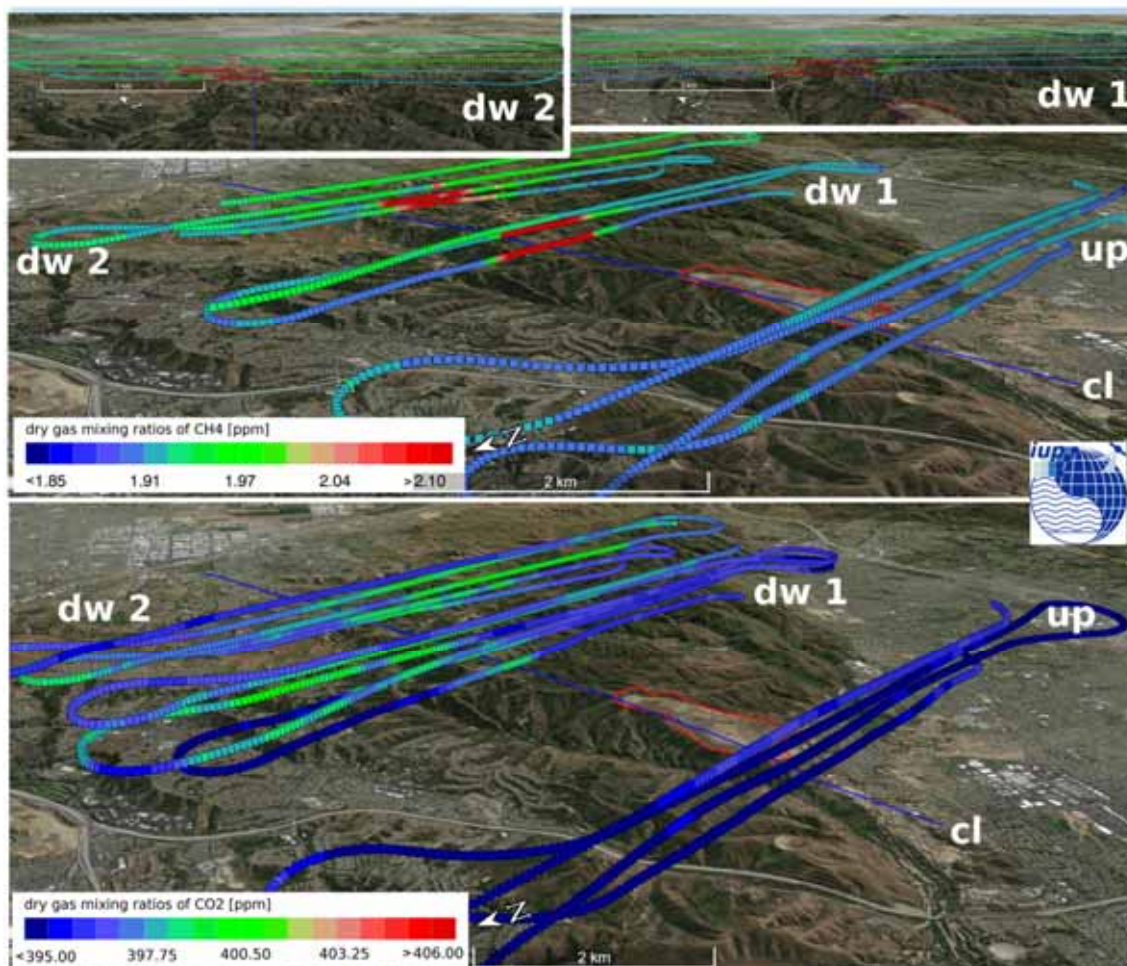 dw 2
dw 1
dw 1
dw 2
up
cl
dry gas mixing ratios of CH4 [ppm]
<1.85 1.91 1.97 2.04 >2.10
N
2 km
iup
dw 2
dw 1
up
cl
dry gas mixing ratios of CO2 [ppm]
<395.00 397.75 400.50 403.25 >406.00
N
2 km